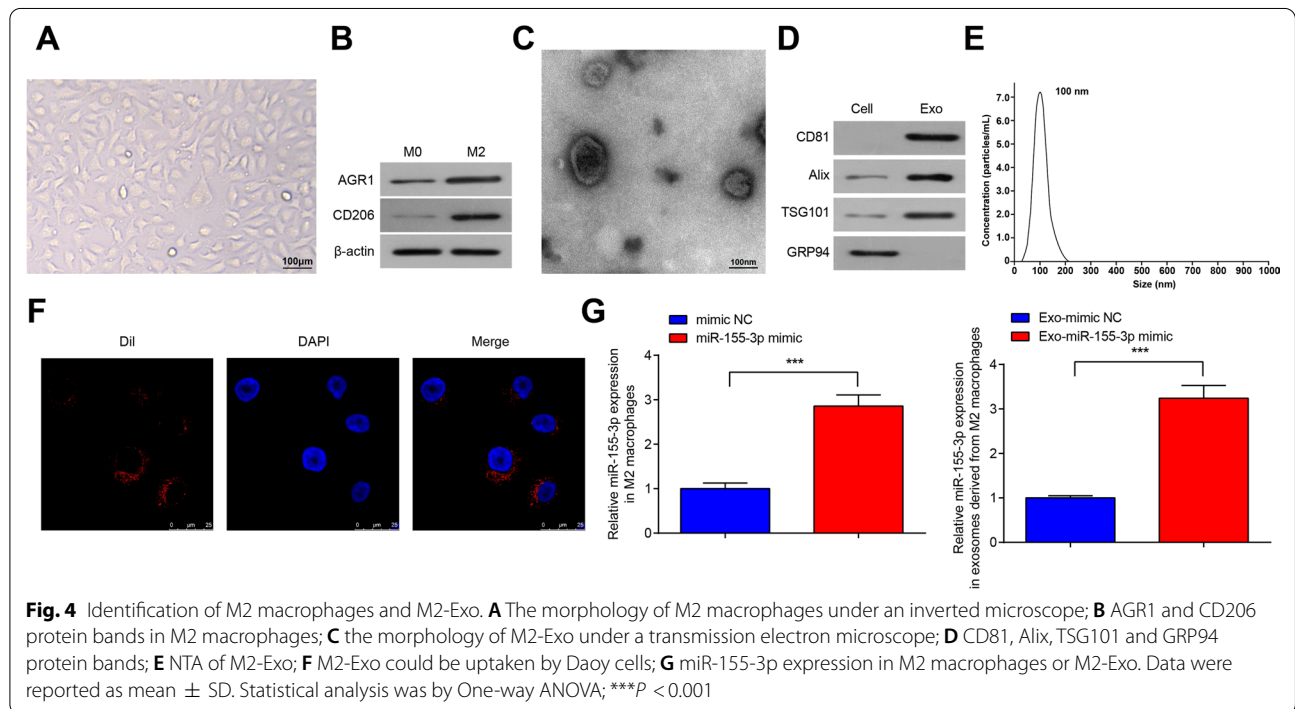 A
100µm
B
M0 M2
AGR1
CD206
β-actin
C
100nm
D
Cell Exo
CD81
Alix
TSG101
GRP94
E
Concentration (particles/mL)
7.0
6.0
5.0
4.0
3.0
2.0
1.0
0
100 nm
0 100 200 300 400 500 600 700 800 900 1000
Size (nm)
F
Dil DAPI Merge
0 µm 25
0 µm 25
0 µm 25
G
mimic NC
miR-155-3p mimic
Relative miR-155-3p expression
in M2 macrophages
4
3
2
1
0
***
Exo-mimic NC
Exo-miR-155-3p mimic
Relative miR-155-3p expression
in exosomes derived from M2 macrophages
4
3
2
1
0
***
Fig. 4 Identification of M2 macrophages and M2-Exo. A The morphology of M2 macrophages under an inverted microscope; B AGR1 and CD206
protein bands in M2 macrophages; C the morphology of M2-Exo under a transmission electron microscope; D CD81, Alix, TSG101 and GRP94
protein bands; E NTA of M2-Exo; F M2-Exo could be uptaken by Daoy cells; G miR-155-3p expression in M2 macrophages or M2-Exo. Data were
reported as mean ± SD. Statistical analysis was by One-way ANOVA; ***P < 0.001